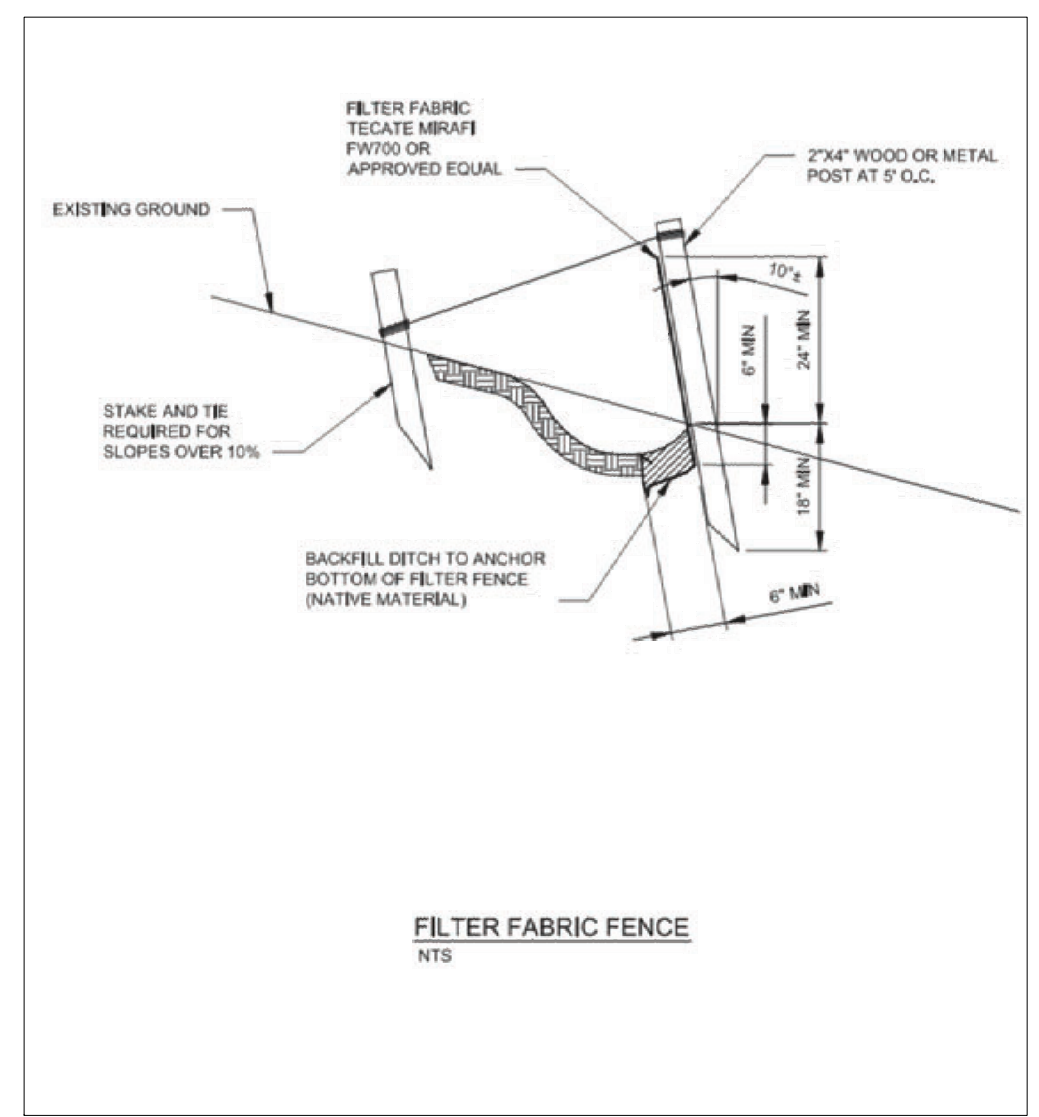 FILTER FABRIC
TECATE MIRAFI
FW700 OR
APPROVED EQUAL
2"X4" WOOD OR METAL
POST AT 5' O.C.
EXISTING GROUND
10°±
6" MIN
24" MIN
18" MIN
STAKE AND TIE
REQUIRED FOR
SLOPES OVER 10%
BACKFILL DITCH TO ANCHOR
BOTTOM OF FILTER FENCE
(NATIVE MATERIAL)
6" MIN
FILTER FABRIC FENCE
NTS